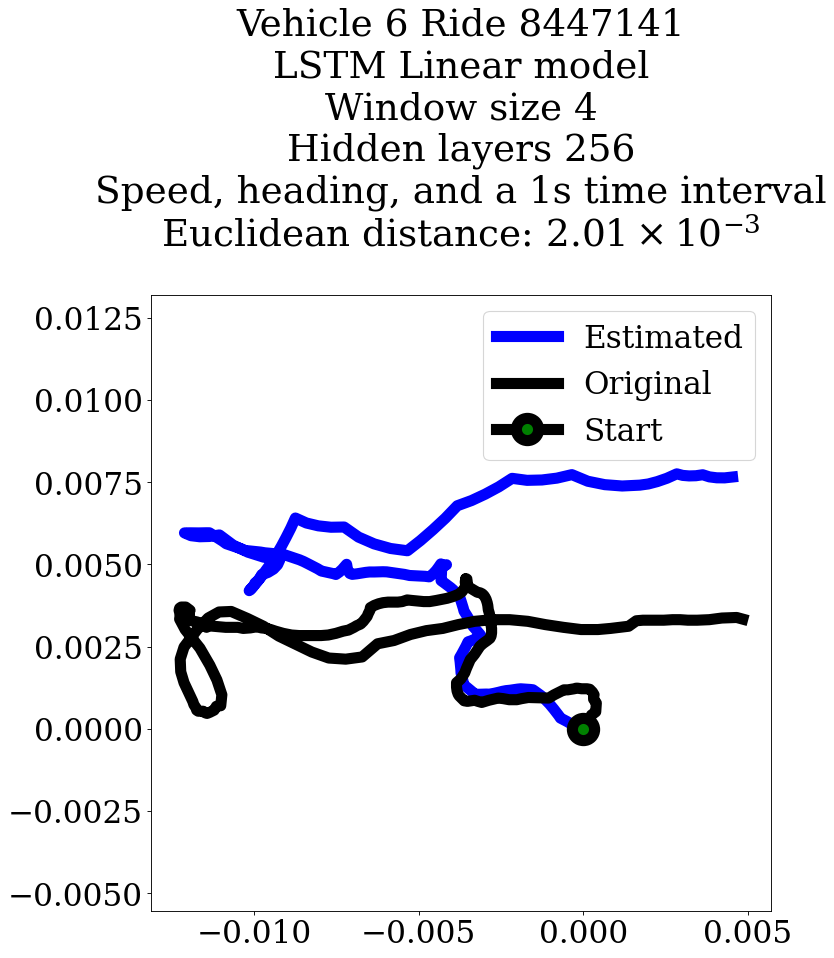 Vehicle 6 Ride 8447141
LSTM Linear model
Window size 4
Hidden layers 256
Speed, heading, and a 1s time interval
Euclidean distance: 2.01 × 10⁻³
Estimated
Original
Start
0.0125
0.0100
0.0075
0.0050
0.0025
0.0000
−0.0025
−0.0050
−0.010 −0.005 0.000 0.005